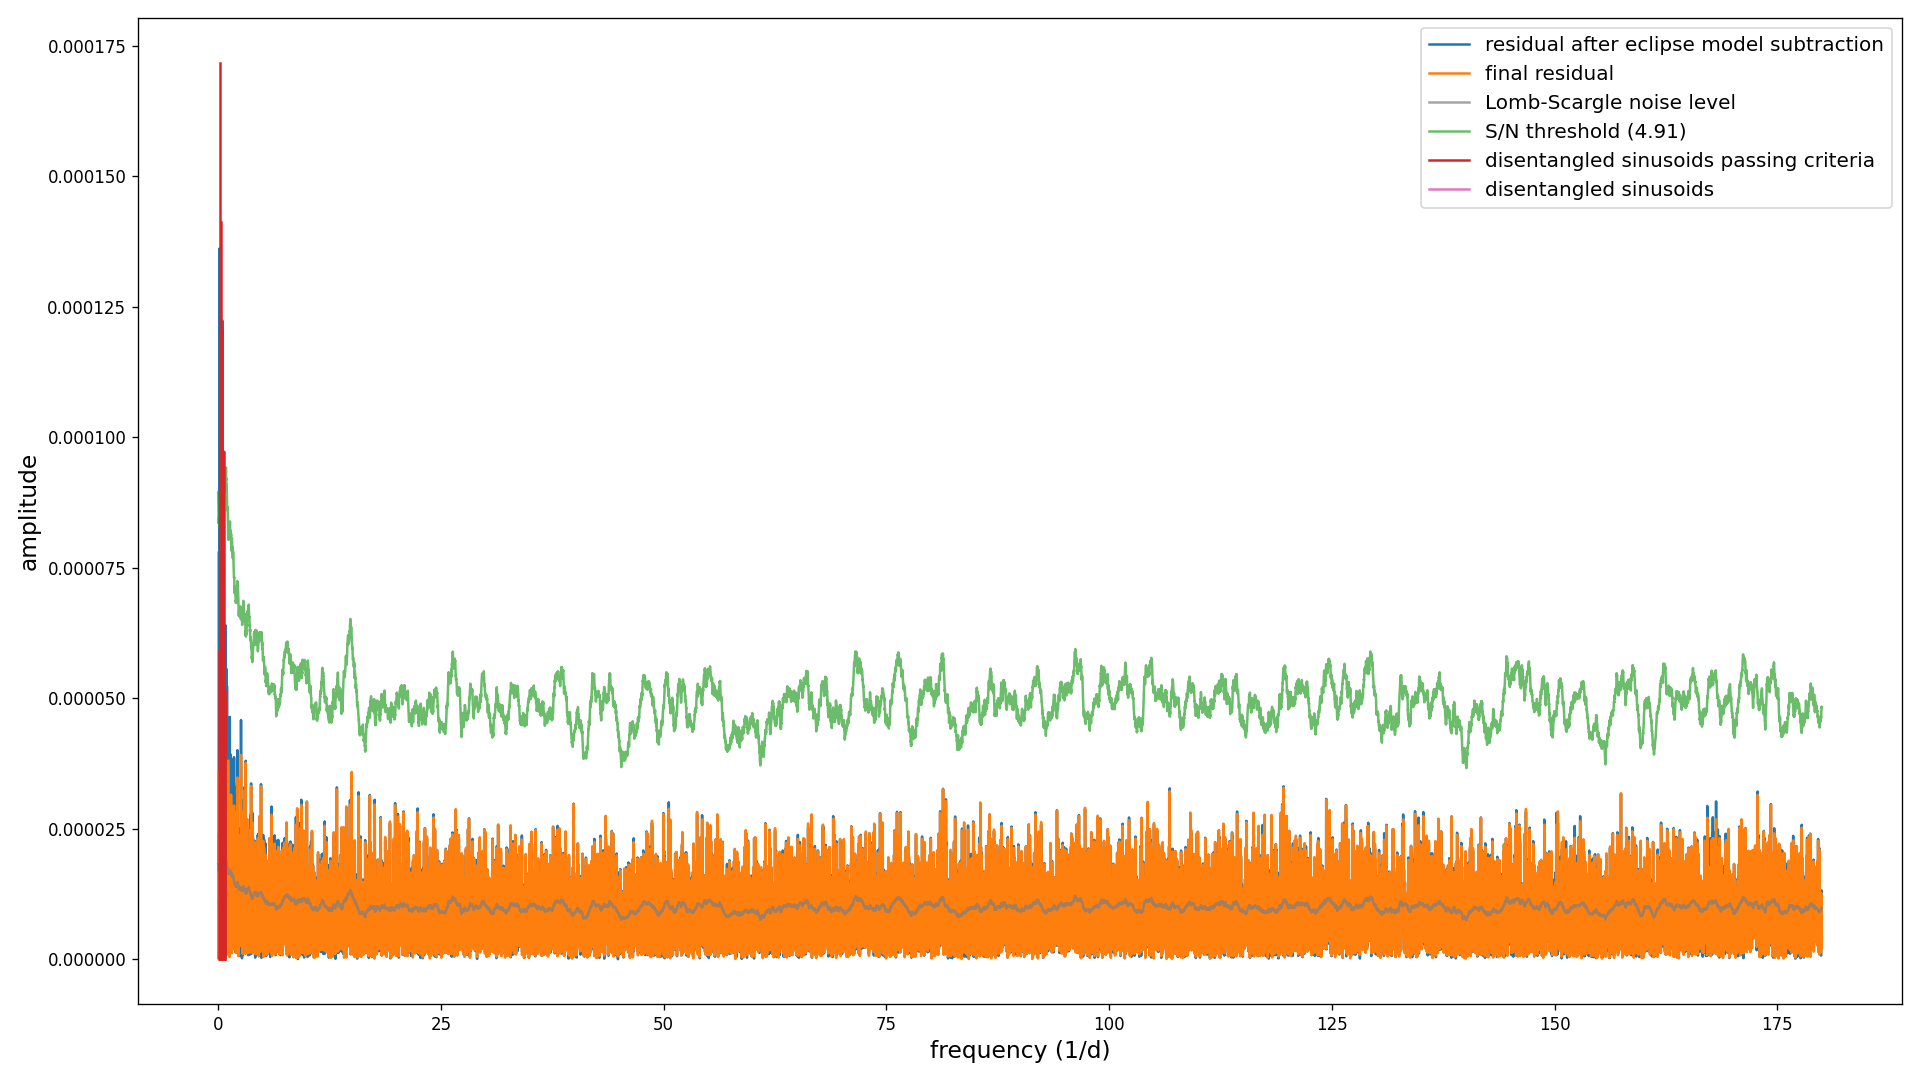 0.000175
0.000150
0.000125
0.000100
0.000075
0.000050
0.000025
0.000000
amplitude
0
25
50
75
100
125
150
175
frequency (1/d)
residual after eclipse model subtraction
final residual
Lomb-Scargle noise level
S/N threshold (4.91)
disentangled sinusoids passing criteria
disentangled sinusoids